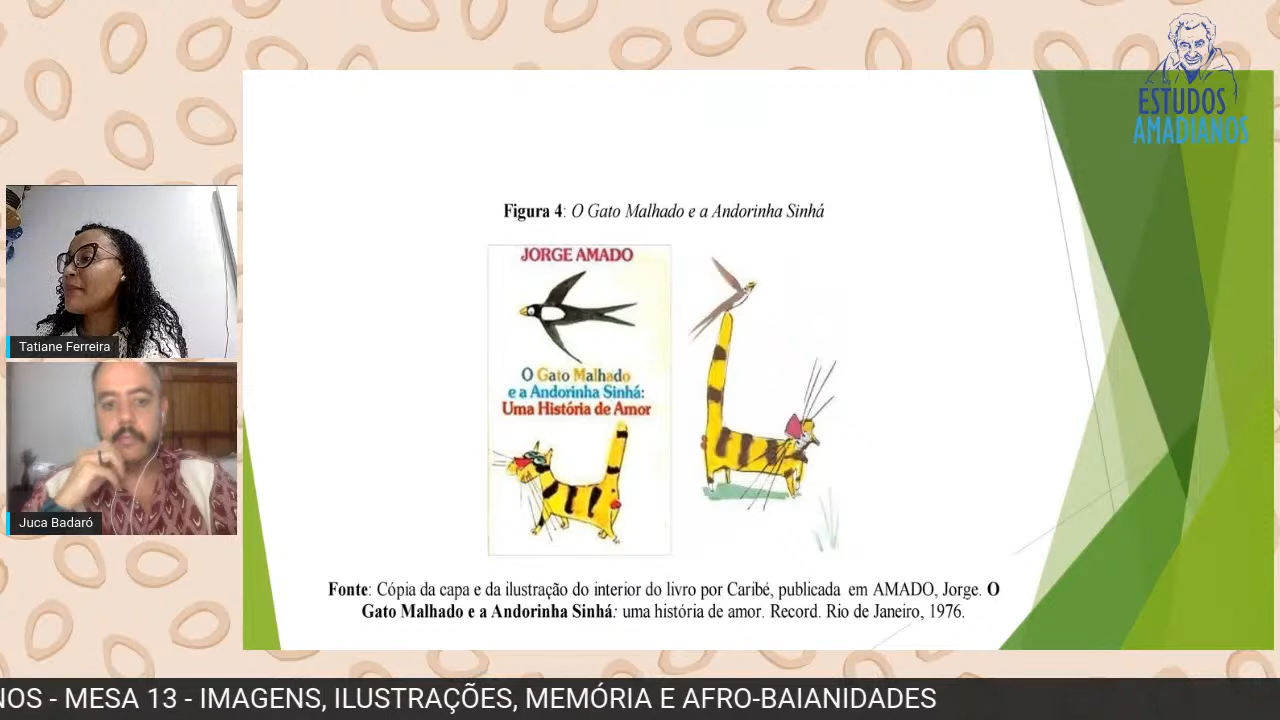 ESTUDOS
AMADIANOS
Figura 4: O Gato Malhado e a Andorinha Sinhá
JORGE AMADO
O Gato Malhado
e a Andorinha Sinhá:
Uma História de Amor
Fonte: Cópia da capa e da ilustração do interior do livro por Caribé, publicada em AMADO, Jorge. O
Gato Malhado e a Andorinha Sinhá: uma história de amor. Record. Rio de Janeiro, 1976.
Tatiane Ferreira
Juca Badaró
NOS - MESA 13 - IMAGENS, ILUSTRAÇÕES, MEMÓRIA E AFRO-BAIANIDADES